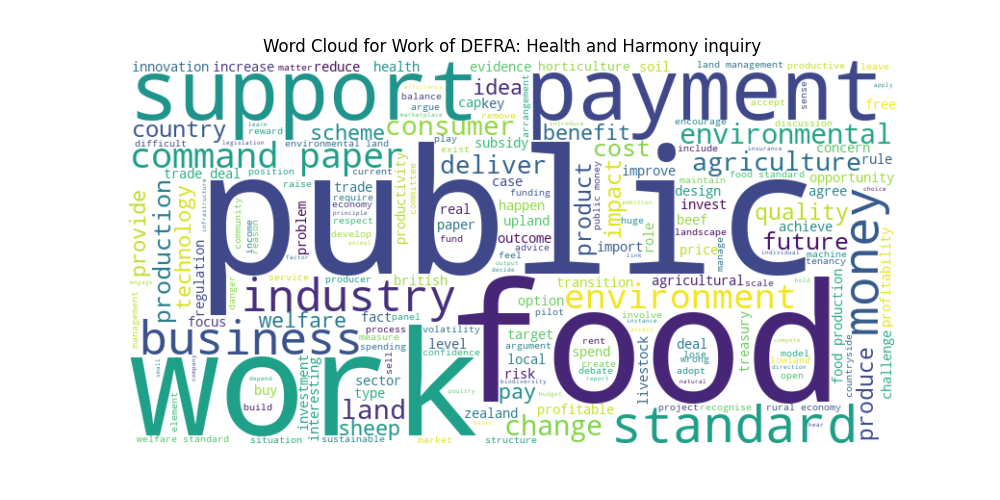 Word Cloud for Work of DEFRA: Health and Harmony inquiry
innovation increase matter reduce health evidence horticulture soil land management productive leave
support payment
efficiency balance argue marketplace
idea cap key remove arrangement
accept sense free apply
country learn reward scheme consumer subsidy benefit cost encourage discussion environmental concern
difficult legislation environmental land play exist improve include
command paper deliver agriculture rule
trade deal position current case funding food standard opportunity
public
raise trade require economy principle respect develop animal
productivity committee
real paper fund
happen upland outcome advice feel output decide
product public money impact import huge link role
maintain design invest beef landscape price manage ambition
insurance agree choice quality achieve future machine individual tenancy
provide production technology regulation infrastructure community reason income danger problem factor
engage management service producer british transition agricultural scale hold
industry option pilot environment
focus welfare fact panel process measure spending sell volatility level confidence
business target argument local risk biodiversity
involve instance access deal lose wrong adopt natural
treasury model lowland direction open compete
food production countryside profitability challenge
money produce
rent spend create debate report livestock
work food
small company depend element buy build investment interesting sector type land sheep
pay poultry budget basis zealand profitable project recognise rural economy hear
change standard
welfare standard situation sustainable market structure